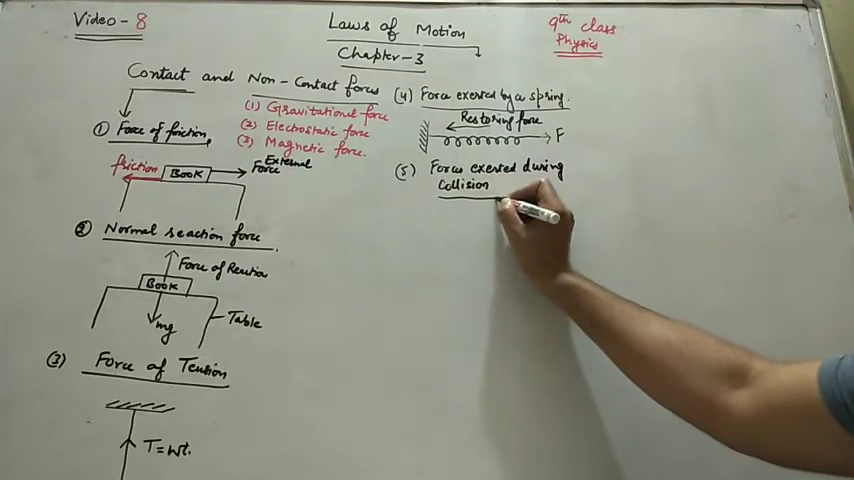 Video - 8
Laws of Motion
Chapter-3
9th class
Physics
Contact and Non-Contact forces
(1) Gravitational force
(2) Electrostatic force
(3) Magnetic force.
① Force of friction,
friction
BOOK
External
Force
② Normal reaction force
Force of Reaction
BOOK
mg
Table
(3) Force of Tension
T=wt.
(4) Force exerted by a spring.
Restoring force
F
(5) Forces exerted during
Collision